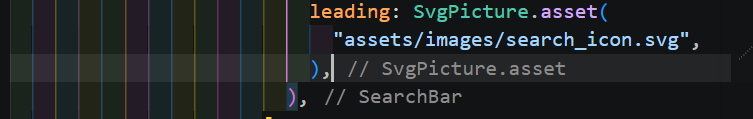 leading: SvgPicture.asset(
"assets/images/search_icon.svg",
), // SvgPicture.asset
), // SearchBar